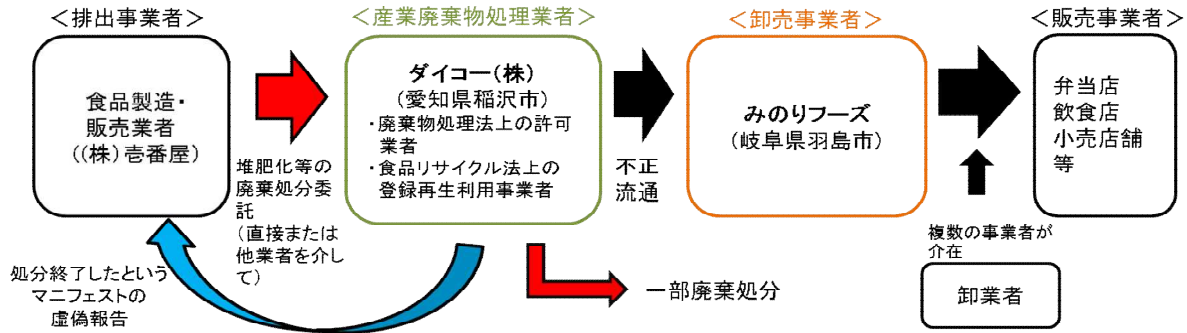 ＜排出事業者＞
食品製造・
販売業者
((株)壱番屋)
堆肥化等の
廃棄処分委
託
(直接または
他業者を介し
て)
＜産業廃棄物処理業者＞
ダイコー(株)
(愛知県稲沢市)
・廃棄物処理法上の許可
業者
・食品リサイクル法上の
登録再生利用事業者
不正
流通
＜卸売事業者＞
みのりフーズ
(岐阜県羽島市)
＜販売事業者＞
弁当店
飲食店
小売店舗
等
複数の事業者が
介在
卸業者
処分終了したという
マニフェストの
虚偽報告
一部廃棄処分